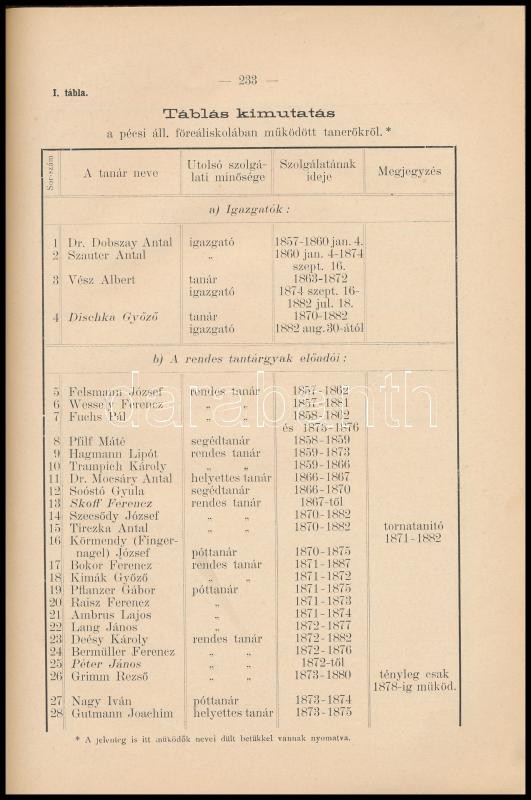 — 233 —
I. tábla.
Táblás kimutatás
a pécsi áll. főreáliskolában működött tanerőkről. *
Sor-szám | A tanár neve | Utolsó szolgá-lati minősége | Szolgálatának ideje | Megjegyzés
a) Igazgatók :
1 Dr. Dobszay Antal igazgató 1857-1860 jan. 4.
2 Szauter Antal „ 1860 jan. 4-1874
szept. 16.
3 Vész Albert tanár 1863-1872
igazgató 1874 szept. 16-
1882 jul. 18.
4 Dischka Győző tanár 1870-1882
igazgató 1882 aug. 30-ától
b) A rendes tantárgyak előadói :
5 Felsmann József rendes tanár 1857-1862
6 Wessely Ferencz „ „ 1857-1881
7 Fuchs Pál „ „ 1858-1862
és 1875-1876
8 Pfilf Máté segédtanár 1858-1859
9 Hagmann Lipót rendes tanár 1859-1873
10 Trampich Károly „ „ 1859-1866
11 Dr. Mocsáry Antal helyettes tanár 1866-1867
12 Soóstó Gyula segédtanár 1866-1870
13 Skoff Ferencz rendes tanár 1867-től
14 Szecsődy József „ „ 1870-1882
15 Tirczka Antal „ „ 1870-1882 tornatanitó
16 Körmendy (Finger- 1871-1882
nagel) József póttanár 1870-1875
17 Bokor Ferencz rendes tanár 1871-1887
18 Kimák Győző „ „ 1871-1872
19 Pflanzer Gábor póttanár 1871-1875
20 Raisz Ferencz „ 1871-1873
21 Ambrus Lajos „ 1871-1874
22 Lang János „ 1872-1877
23 Deésy Károly rendes tanár 1872-1882
24 Bermüller Ferencz „ „ 1872-1876
25 Péter János „ „ 1872-től
26 Grimm Rezső „ „ 1873-1880 tényleg csak
1878-ig müköd.
27 Nagy Iván póttanár 1873-1874
28 Gutmann Joachim helyettes tanár 1873-1875
* A jelenleg is itt működők nevei dült betükkel vannak nyomatva.
darabanth